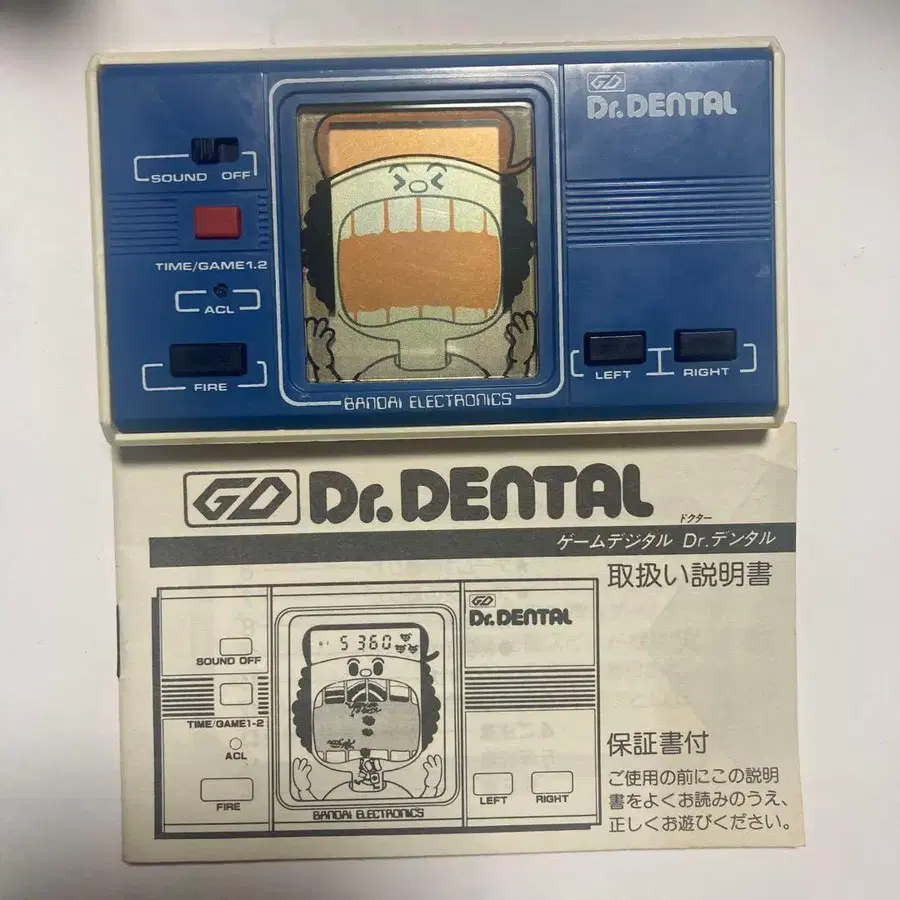 GD
Dr.DENTAL
SOUND OFF
TIME/GAME1.2
ACL
FIRE
LEFT RIGHT
BANDAI ELECTRONICS
GD Dr.DENTAL
ドクター
ゲームデジタル Dr.デンタル
取扱い説明書
GD
Dr.DENTAL
5360
SOUND OFF
TIME/GAME1-2
ACL
FIRE
LEFT RIGHT
BANDAI ELECTRONICS
保証書付
ご使用の前にこの説明
書をよくお読みのうえ、
正しくお遊びください。